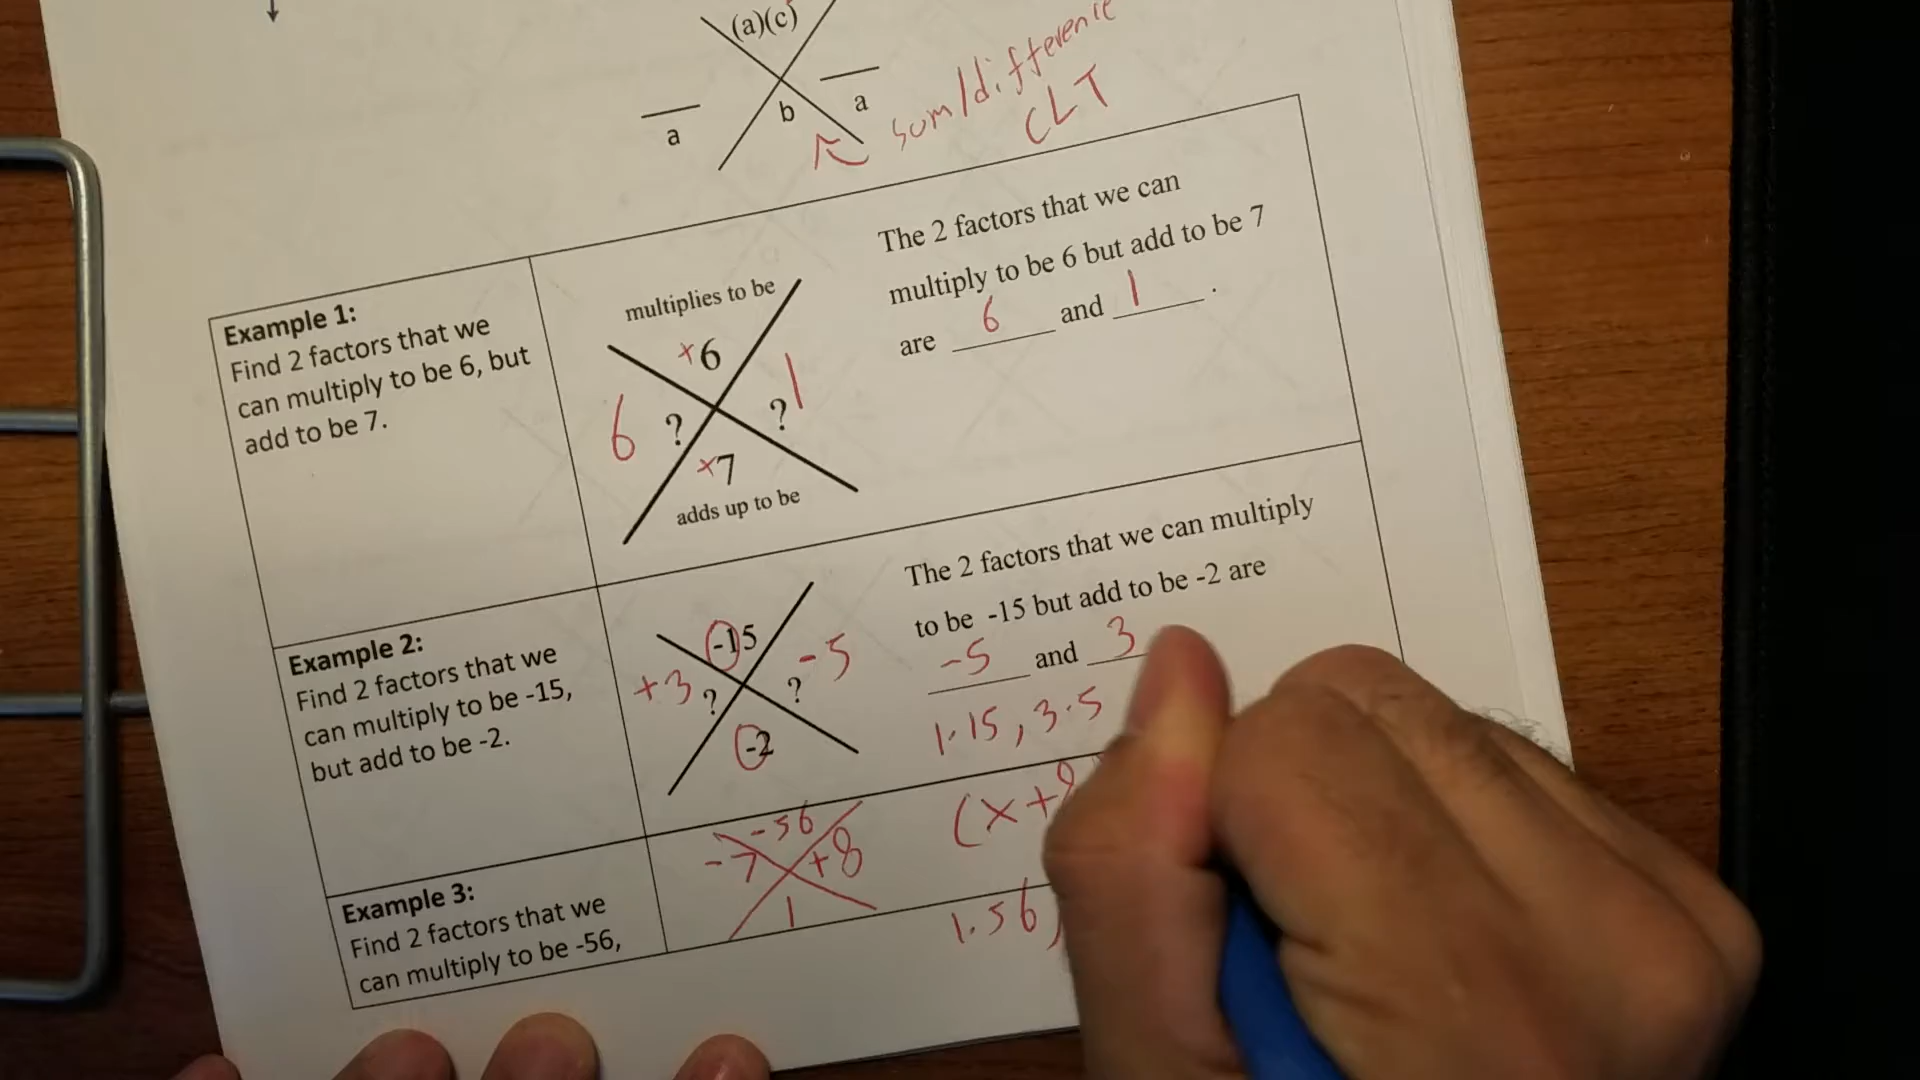 (a)(c)
a
b
a
sum/difference
CLT
Example 1:
Find 2 factors that we
can multiply to be 6, but
add to be 7.
multiplies to be
+6
6 ? ? 1
+7
adds up to be
The 2 factors that we can
multiply to be 6 but add to be 7
are 6 and 1 .
Example 2:
Find 2 factors that we
can multiply to be -15,
but add to be -2.
-15
+3 ? ? -5
-2
The 2 factors that we can multiply
to be -15 but add to be -2 are
-5 and 3
1·15, 3·5
Example 3:
Find 2 factors that we
can multiply to be -56,
-56
-7 +8
1
(x+8
1·56,